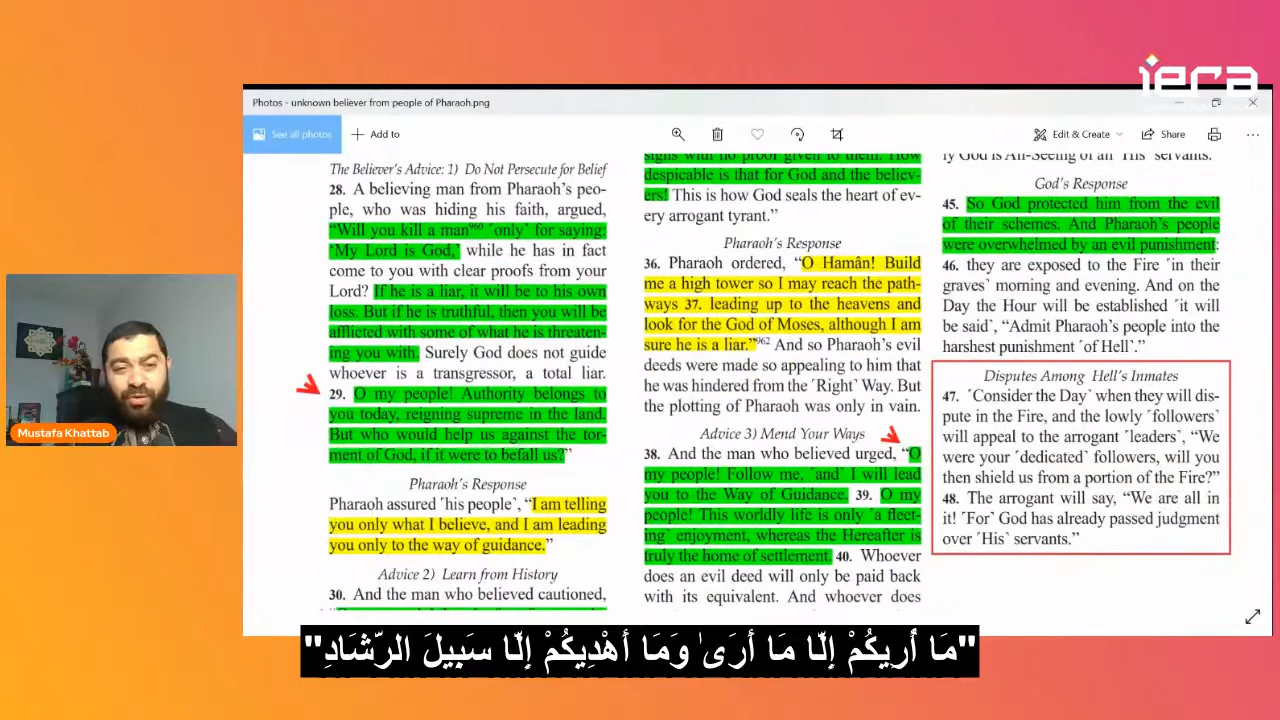 iera
Photos - unknown believer from people of Pharaoh.png
See all photos
Add to
Edit & Create
Share
The Believer's Advice: 1) Do Not Persecute for Belief
28. A believing man from Pharaoh's peo-
ple, who was hiding his faith, argued,
“Will you kill a man⁹⁶⁰ ˹only˺ for saying:
‘My Lord is God,’ while he has in fact
come to you with clear proofs from your
Lord? If he is a liar, it will be to his own
loss. But if he is truthful, then you will be
afflicted with some of what he is threaten-
ing you with. Surely God does not guide
whoever is a transgressor, a total liar.
29. O my people! Authority belongs to
you today, reigning supreme in the land.
But who would help us against the tor-
ment of God, if it were to befall us?”
Pharaoh's Response
Pharaoh assured ˹his people˺, “I am telling
you only what I believe, and I am leading
you only to the way of guidance.”
Advice 2) Learn from History
30. And the man who believed cautioned,
signs with no proof given to them. How
despicable is that for God and the believ-
ers! This is how God seals the heart of ev-
ery arrogant tyrant.”
Pharaoh's Response
36. Pharaoh ordered, “O Hamân! Build
me a high tower so I may reach the path-
ways 37. leading up to the heavens and
look for the God of Moses, although I am
sure he is a liar.”⁹⁶² And so Pharaoh's evil
deeds were made so appealing to him that
he was hindered from the ˹Right˺ Way. But
the plotting of Pharaoh was only in vain.
Advice 3) Mend Your Ways
38. And the man who believed urged, “O
my people! Follow me, ˹and˺ I will lead
you to the Way of Guidance. 39. O my
people! This worldly life is only ˹a fleet-
ing˺ enjoyment, whereas the Hereafter is
truly the home of settlement. 40. Whoever
does an evil deed will only be paid back
with its equivalent. And whoever does
ly God is All-Seeing of all ˹His˺ servants.”
God's Response
45. So God protected him from the evil
of their schemes. And Pharaoh's people
were overwhelmed by an evil punishment:
46. they are exposed to the Fire ˹in their
graves˺ morning and evening. And on the
Day the Hour will be established ˹it will
be said˺, “Admit Pharaoh's people into the
harshest punishment ˹of Hell˺.”
Disputes Among Hell's Inmates
47. ˹Consider the Day˺ when they will dis-
pute in the Fire, and the lowly ˹followers˺
will appeal to the arrogant ˹leaders˺, “We
were your ˹dedicated˺ followers, will you
then shield us from a portion of the Fire?”
48. The arrogant will say, “We are all in
it! ˹For˺ God has already passed judgment
over ˹His˺ servants.”
Mustafa Khattab
"مَا أُرِيكُمْ إِلَّا مَا أَرَىٰ وَمَا أَهْدِيكُمْ إِلَّا سَبِيلَ الرَّشَادِ"